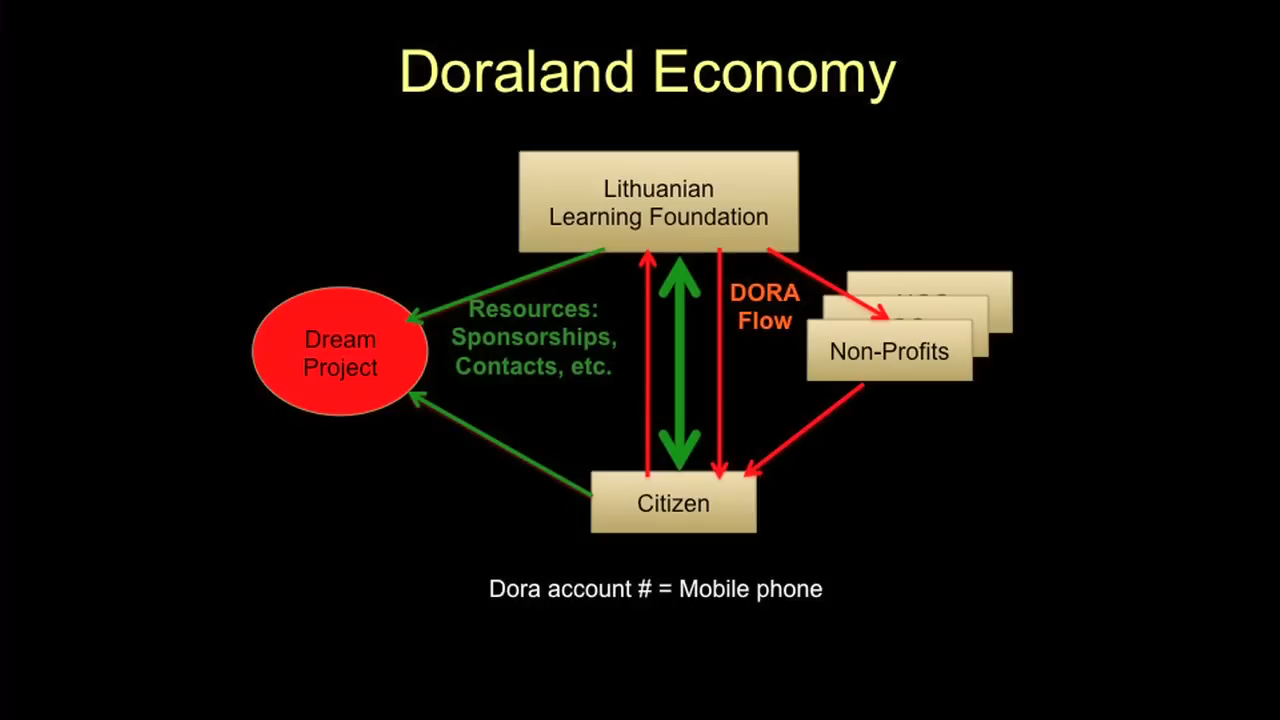 Doraland Economy
Lithuanian
Learning Foundation
Resources:
Sponsorships,
Contacts, etc.
DORA
Flow
Dream
Project
Non-Profits
Citizen
Dora account # = Mobile phone